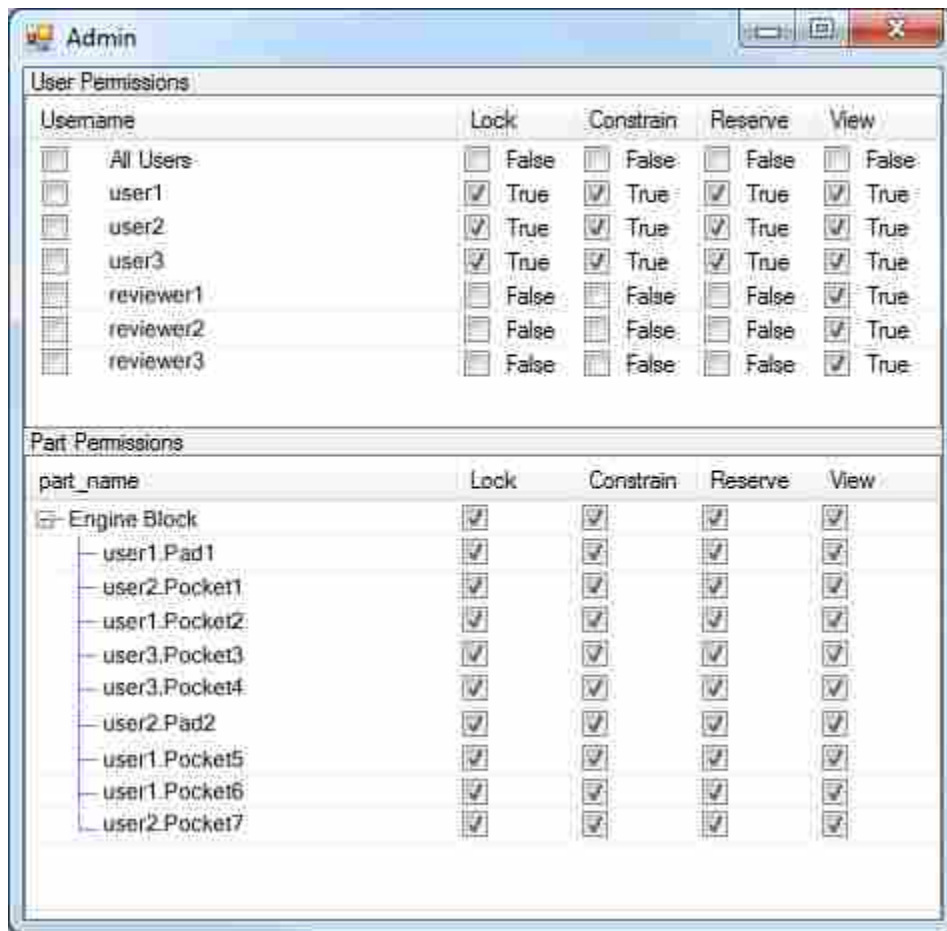 Admin
User Permissions
Username Lock Constrain Reserve View
All Users False False False False
user1 True True True True
user2 True True True True
user3 True True True True
reviewer1 False False False True
reviewer2 False False False True
reviewer3 False False False True
Part Permissions
part_name Lock Constrain Reserve View
Engine Block
user1.Pad1
user2.Pocket1
user1.Pocket2
user3.Pocket3
user3.Pocket4
user2.Pad2
user1.Pocket5
user1.Pocket6
user2.Pocket7